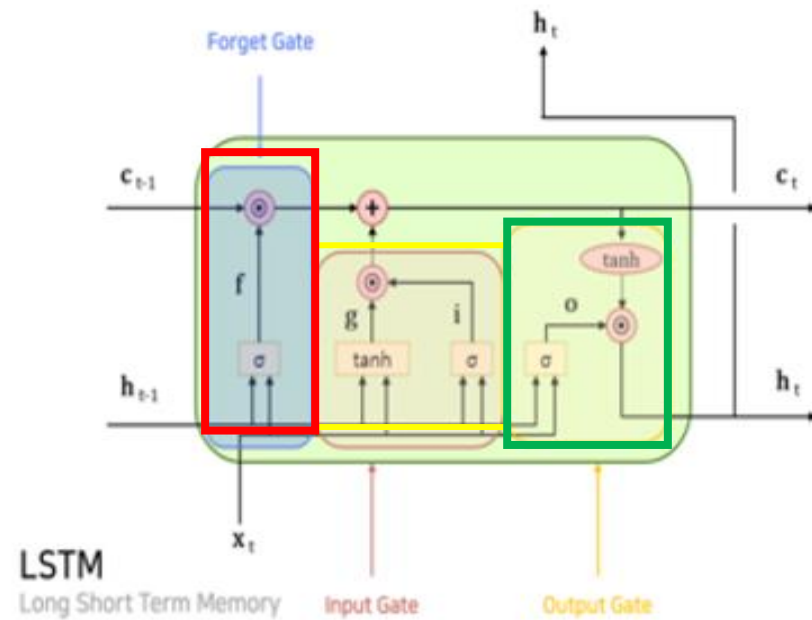 h t
Forget Gate
c t-1
c t
+
tanh
f
o
g
i
σ
tanh
σ
σ
h t-1
h t
x t
LSTM
Long Short Term Memory
Input Gate
Output Gate